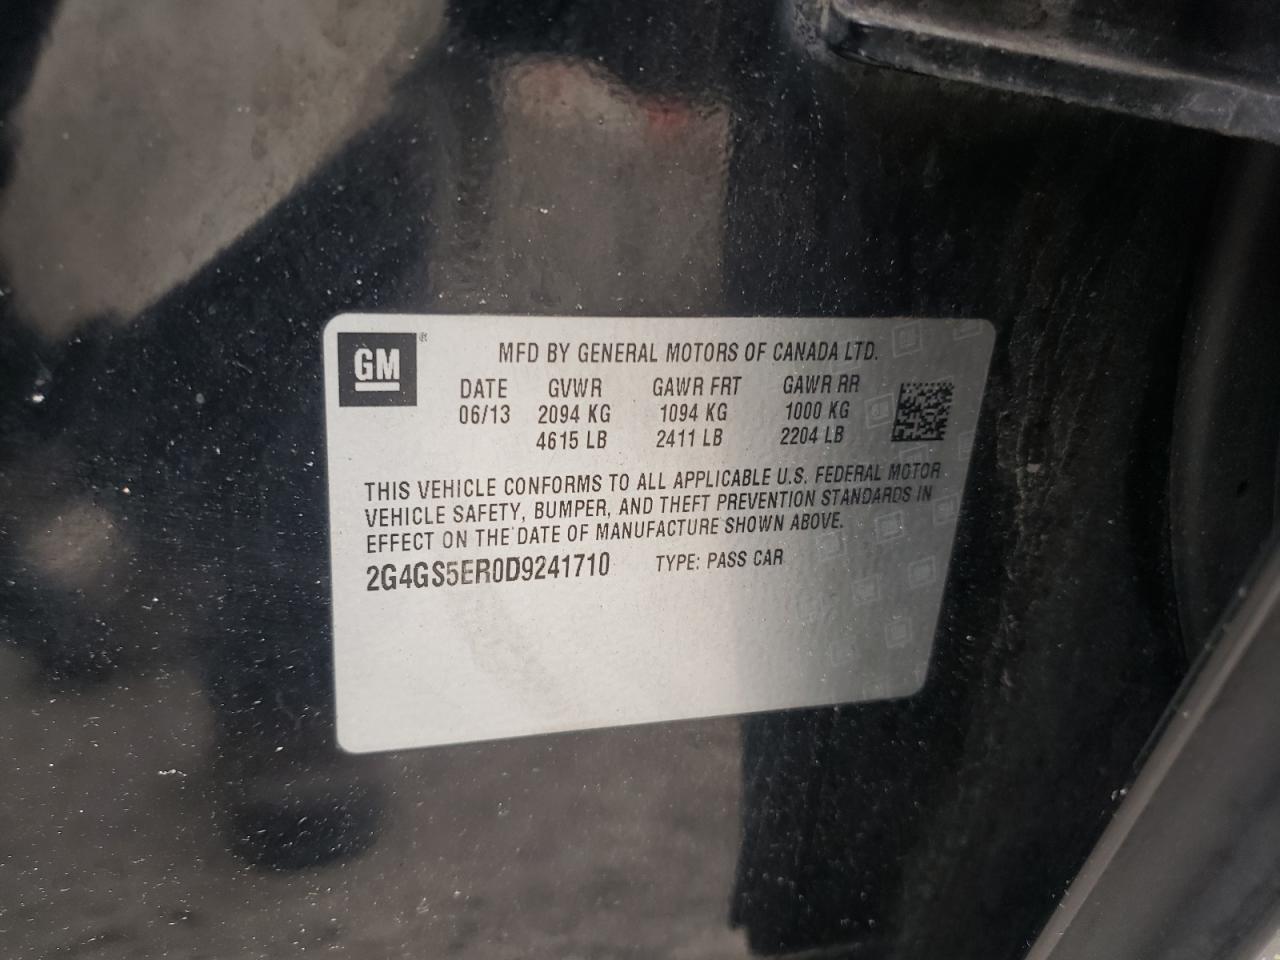 GM ®
MFD BY GENERAL MOTORS OF CANADA LTD.
DATE GVWR GAWR FRT GAWR RR
06/13 2094 KG 1094 KG 1000 KG
4615 LB 2411 LB 2204 LB
THIS VEHICLE CONFORMS TO ALL APPLICABLE U.S. FEDERAL MOTOR
VEHICLE SAFETY, BUMPER, AND THEFT PREVENTION STANDARDS IN
EFFECT ON THE DATE OF MANUFACTURE SHOWN ABOVE.
2G4GS5ER0D9241710 TYPE: PASS CAR